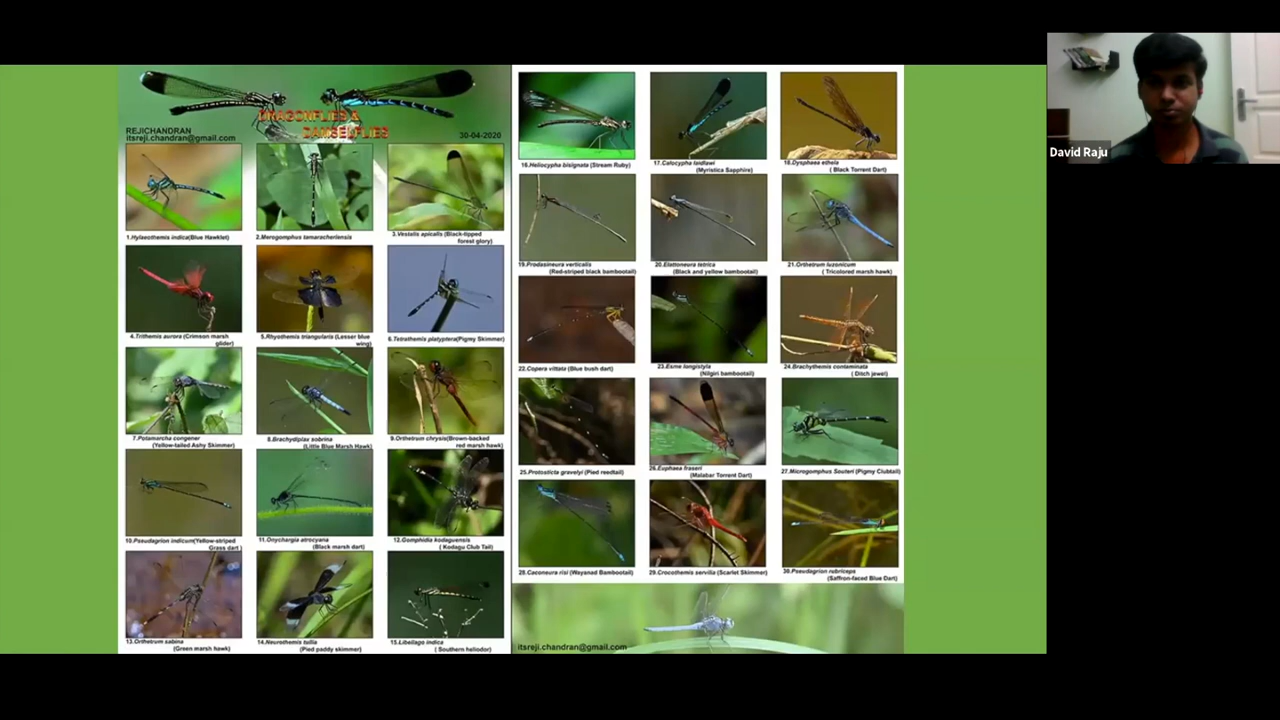 DRAGONFLIES &
DAMSELFLIES
REJICHANDRAN
itsreji.chandran@gmail.com
30-04-2020
1.Hylaeothemis indica(Blue Hawklet)
2.Merogomphus tamaracherlensis
3.Vestalis apicalis (Black-tipped
forest glory)
4.Trithemis aurora (Crimson marsh
glider)
5.Rhyothemis triangularis (Lesser blue
wing)
6.Tetrathemis platyptera(Pigmy Skimmer)
7.Potamarcha congener
(Yellow-tailed Ashy Skimmer)
8.Brachydiplax sobrina
(Little Blue Marsh Hawk)
9.Orthetrum chrysis(Brown-backed
red marsh hawk)
10.Pseudagrion indicum(Yellow-striped
Grass dart)
11.Onychargia atrocyana
(Black marsh dart)
12.Gomphidia kodaguensis
( Kodagu Club Tail)
13.Orthetrum sabina
(Green marsh hawk)
14.Neurothemis tullia
(Pied paddy skimmer)
15.Libellago indica
( Southern heliodor)
16.Heliocypha bisignata (Stream Ruby)
17.Calocypha laidlawi
(Myristica Sapphire)
18.Dysphaea ethela
( Black Torrent Dart)
19.Prodasineura verticalis
(Red-striped black bambootail)
20.Elattoneura tetrica
(Black and yellow bambootail)
21.Orthetrum luzonicum
( Tricolored marsh hawk)
22.Copera vittata (Blue bush dart)
23.Esme longistyla
(Nilgiri bambootail)
24.Brachythemis contaminata
( Ditch jewel)
25.Protosticta gravelyi (Pied reedtail)
26.Euphaea fraseri
(Malabar Torrent Dart)
27.Microgomphus Souteri (Pigmy Clubtail)
28.Caconeura risi (Wayanad Bambootail)
29.Crocothemis servilia (Scarlet Skimmer)
30.Pseudagrion rubriceps
(Saffron-faced Blue Dart)
itsreji.chandran@gmail.com
David Raju